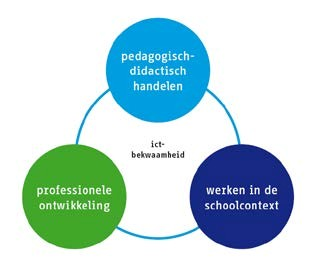 pedagogisch-
didactisch
handelen
ict-
bekwaamheid
professionele
ontwikkeling
werken in de
schoolcontext